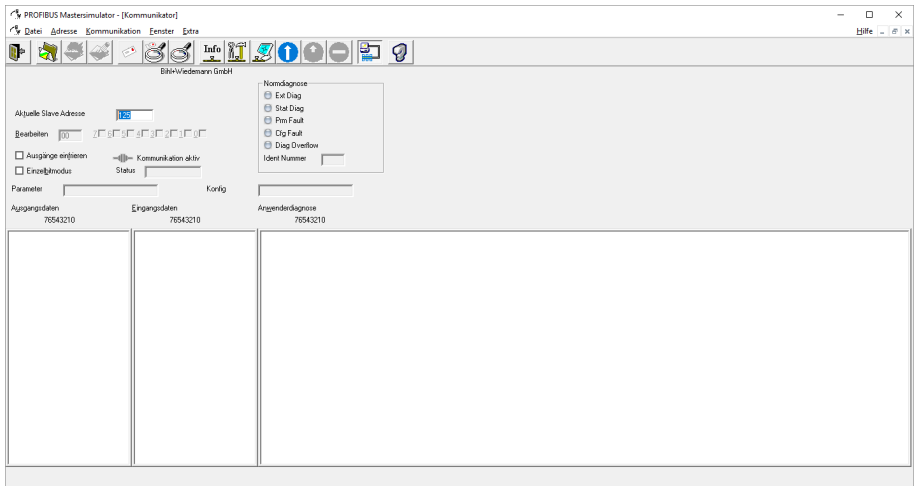 PROFIBUS Mastersimulator - [Kommunikator]
Datei Adresse Kommunikation Fenster Extra Hilfe
Info
Bihl+Wiedemann GmbH
Normdiagnose
Ext Diag
Aktuelle Slave Adresse 126
Stat Diag
Prm Fault
Bearbeiten 00 7 6 5 4 3 2 1 0
Cfg Fault
Diag Overflow
Ausgänge einfrieren Kommunikation aktiv Ident Nummer
Einzelbitmodus Status
Parameter Konfig
Ausgangsdaten Eingangsdaten Anwenderdiagnose
76543210 76543210 76543210